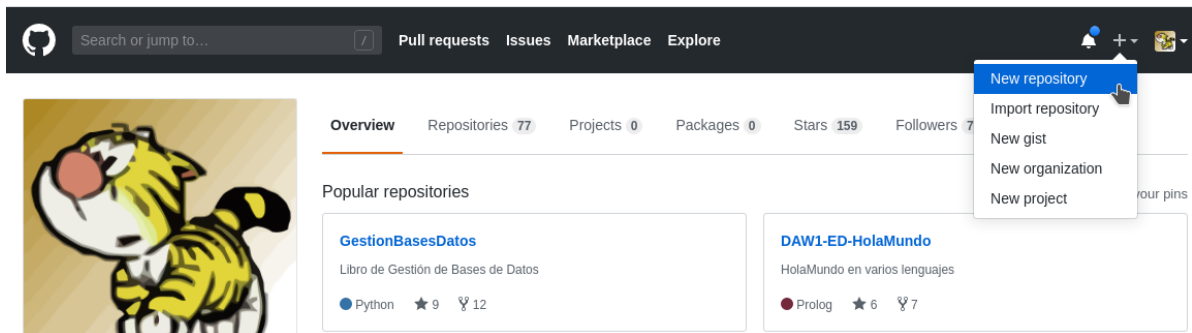 Search or jump to… / Pull requests Issues Marketplace Explore
New repository
Import repository
New gist
New organization
New project
Overview Repositories 77 Projects 0 Packages 0 Stars 159 Followers 7
Popular repositories your pins
GestionBasesDatos
Libro de Gestión de Bases de Datos
Python 9 12
DAW1-ED-HolaMundo
HolaMundo en varios lenguajes
Prolog 6 7